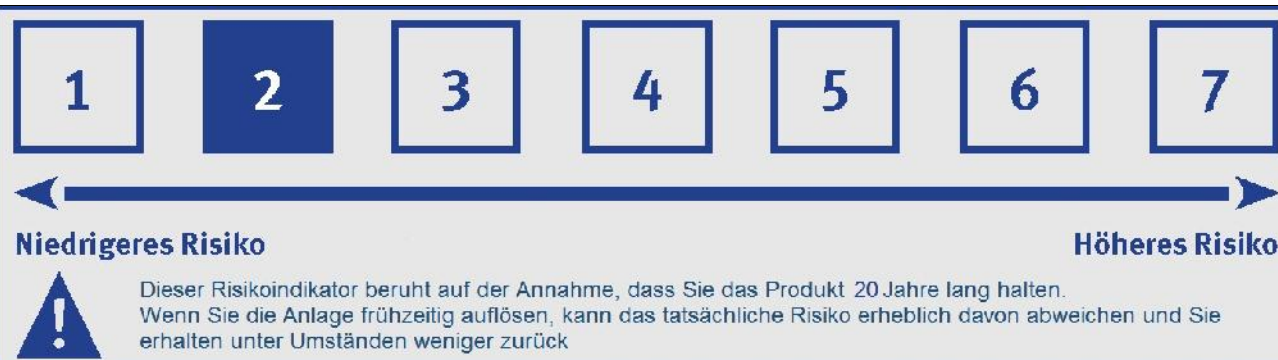 1 2 3 4 5 6 7
Niedrigeres Risiko Höheres Risiko
Dieser Risikoindikator beruht auf der Annahme, dass Sie das Produkt 20 Jahre lang halten.
Wenn Sie die Anlage frühzeitig auflösen, kann das tatsächliche Risiko erheblich davon abweichen und Sie
erhalten unter Umständen weniger zurück